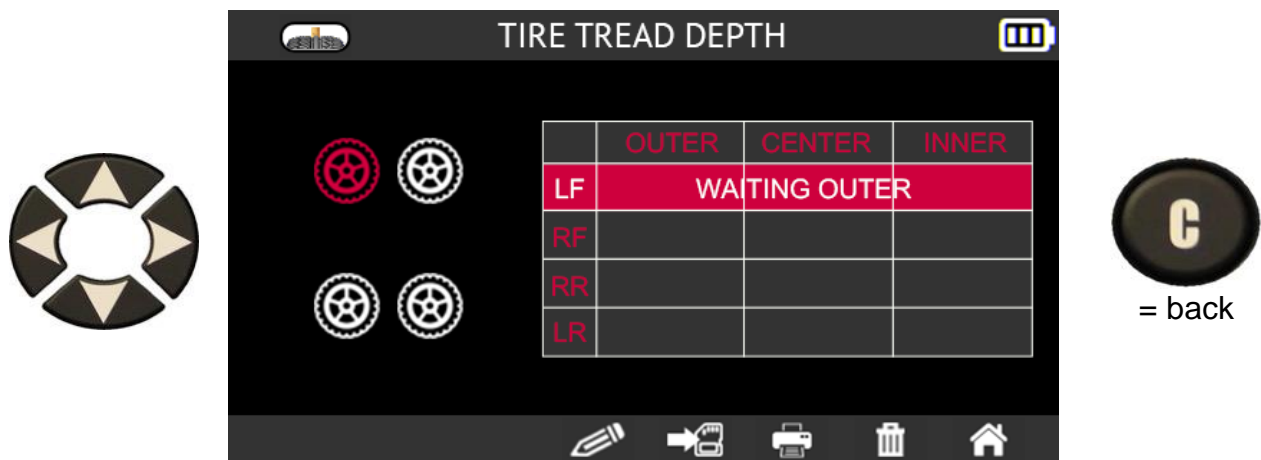 TIRE TREAD DEPTH
OUTER CENTER INNER
LF WAITING OUTER
RF
RR
LR
C
= back